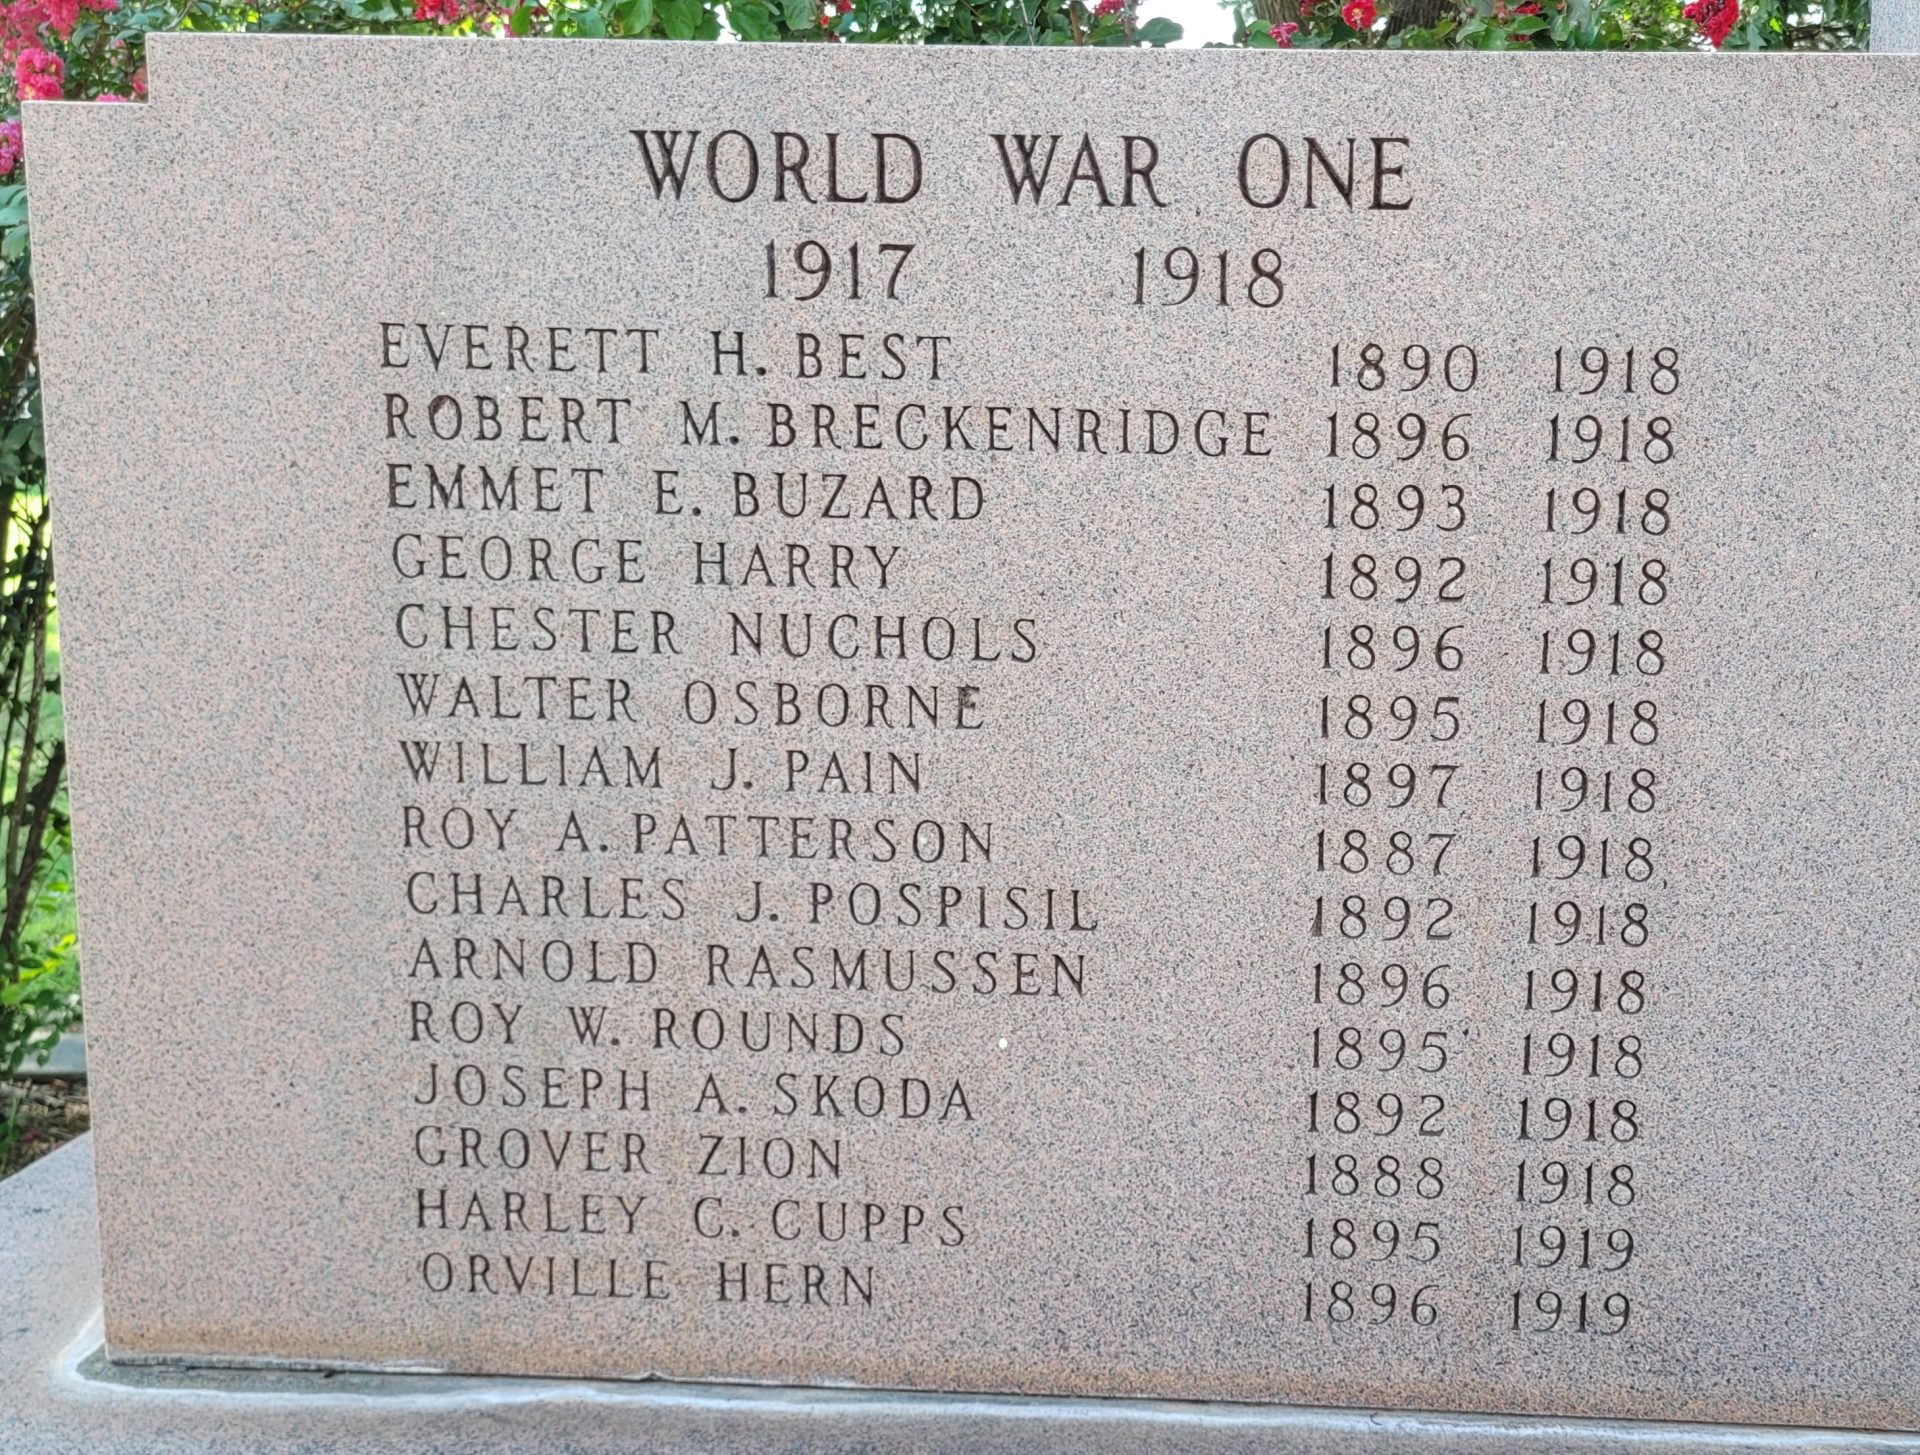 WORLD WAR ONE
1917 1918
EVERETT H. BEST 1890 1918
ROBERT M. BRECKENRIDGE 1896 1918
EMMET E. BUZARD 1893 1918
GEORGE HARRY 1892 1918
CHESTER NUCHOLS 1896 1918
WALTER OSBORNE 1895 1918
WILLIAM J. PAIN 1897 1918
ROY A. PATTERSON 1887 1918
CHARLES J. POSPISIL 1892 1918
ARNOLD RASMUSSEN 1896 1918
ROY W. ROUNDS 1895 1918
JOSEPH A. SKODA 1892 1918
GROVER ZION 1888 1918
HARLEY C. CUPPS 1895 1919
ORVILLE HERN 1896 1919